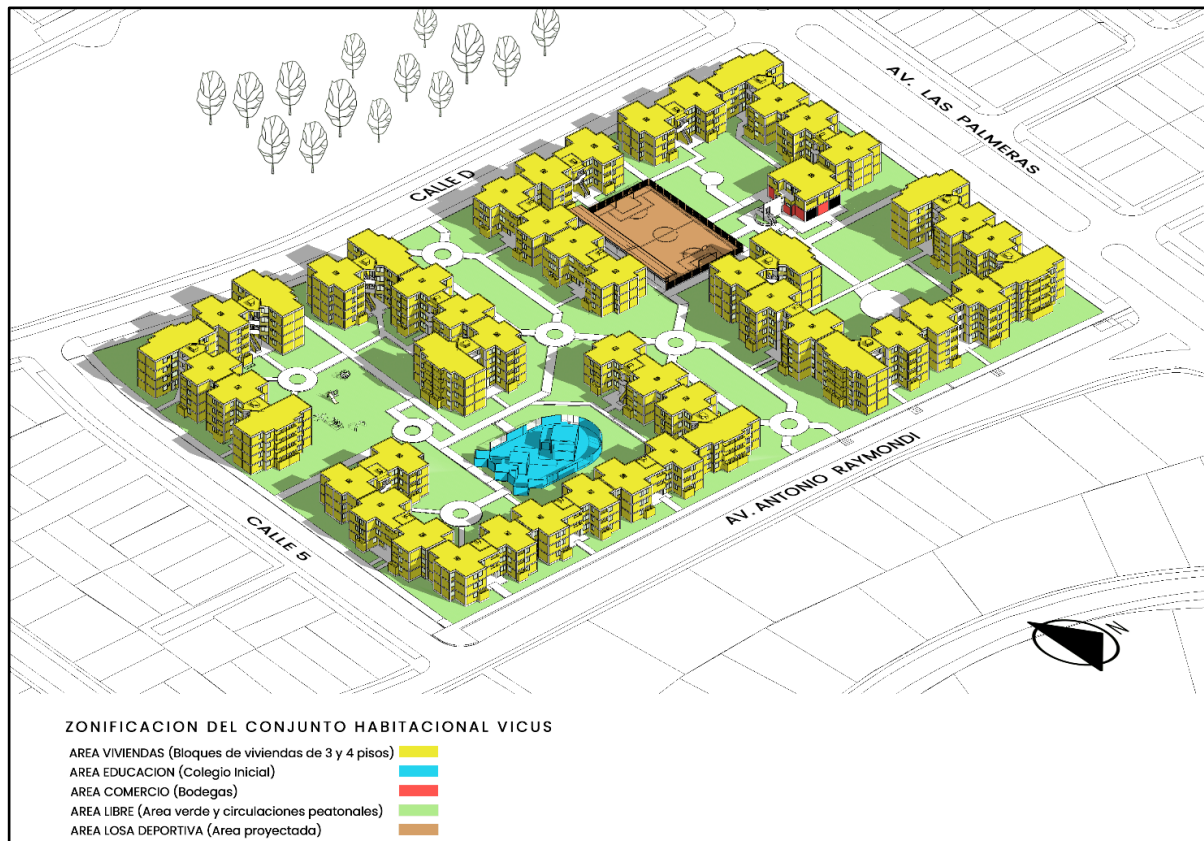 AV. LAS PALMERAS
CALLE D
AV. ANTONIO RAYMONDI
CALLE 5
N
ZONIFICACION DEL CONJUNTO HABITACIONAL VICUS
AREA VIVIENDAS (Bloques de viviendas de 3 y 4 pisos)
AREA EDUCACION (Colegio Inicial)
AREA COMERCIO (Bodegas)
AREA LIBRE (Area verde y circulaciones peatonales)
AREA LOSA DEPORTIVA (Area proyectada)